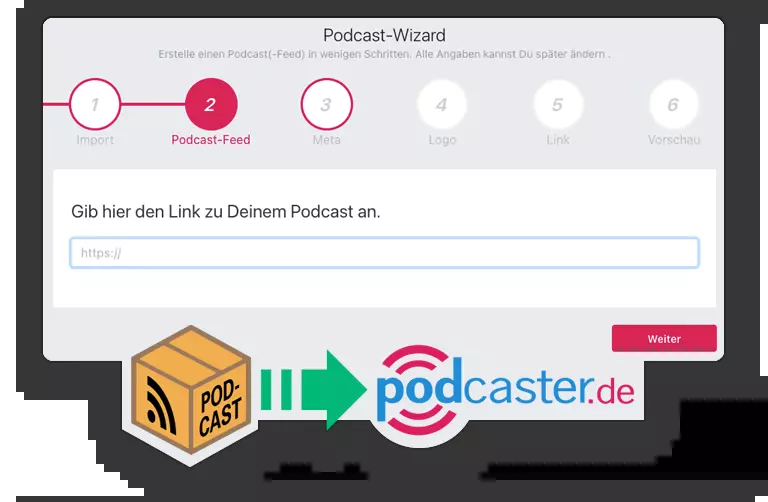 Podcast-Wizard
Erstelle einen Podcast(-Feed) in wenigen Schritten. Alle Angaben kannst Du später ändern .
1 2 3 4 5 6
Import Podcast-Feed Meta Logo Link Vorschau
Gib hier den Link zu Deinem Podcast an.
https://
Weiter
POD-
CAST
podcaster.de